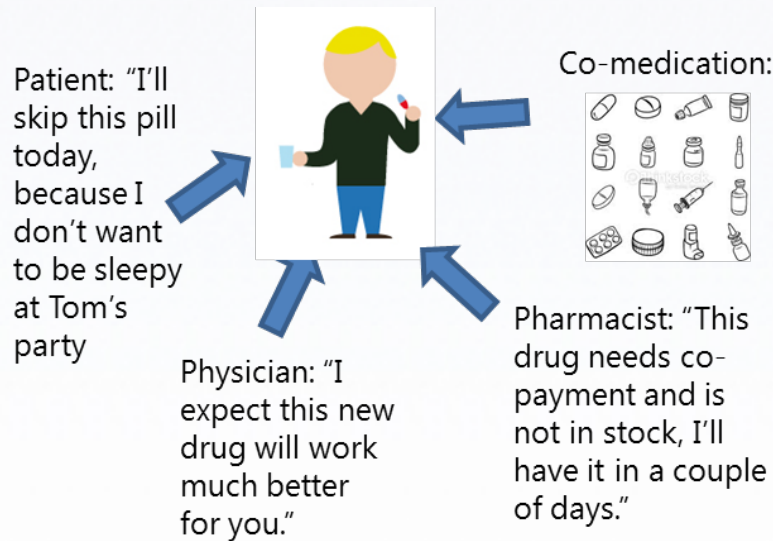 Patient: “I’ll
skip this pill
today,
because I
don’t want
to be sleepy
at Tom’s
party
Physician: “I
expect this new
drug will work
much better
for you.”
Co-medication:
Thinkstock
Pharmacist: “This
drug needs co-
payment and is
not in stock, I’ll
have it in a couple
of days.”